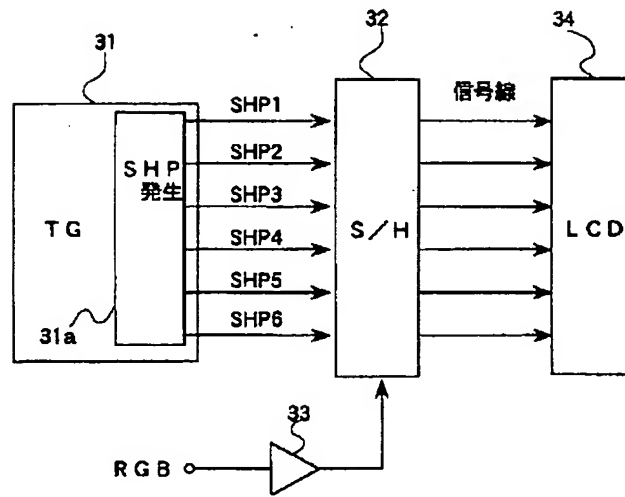 31
32
34
SHP1
信号線
SHP2
SHP
発生
SHP3
TG
S/H
LCD
SHP4
SHP5
31a
SHP6
33
RGB